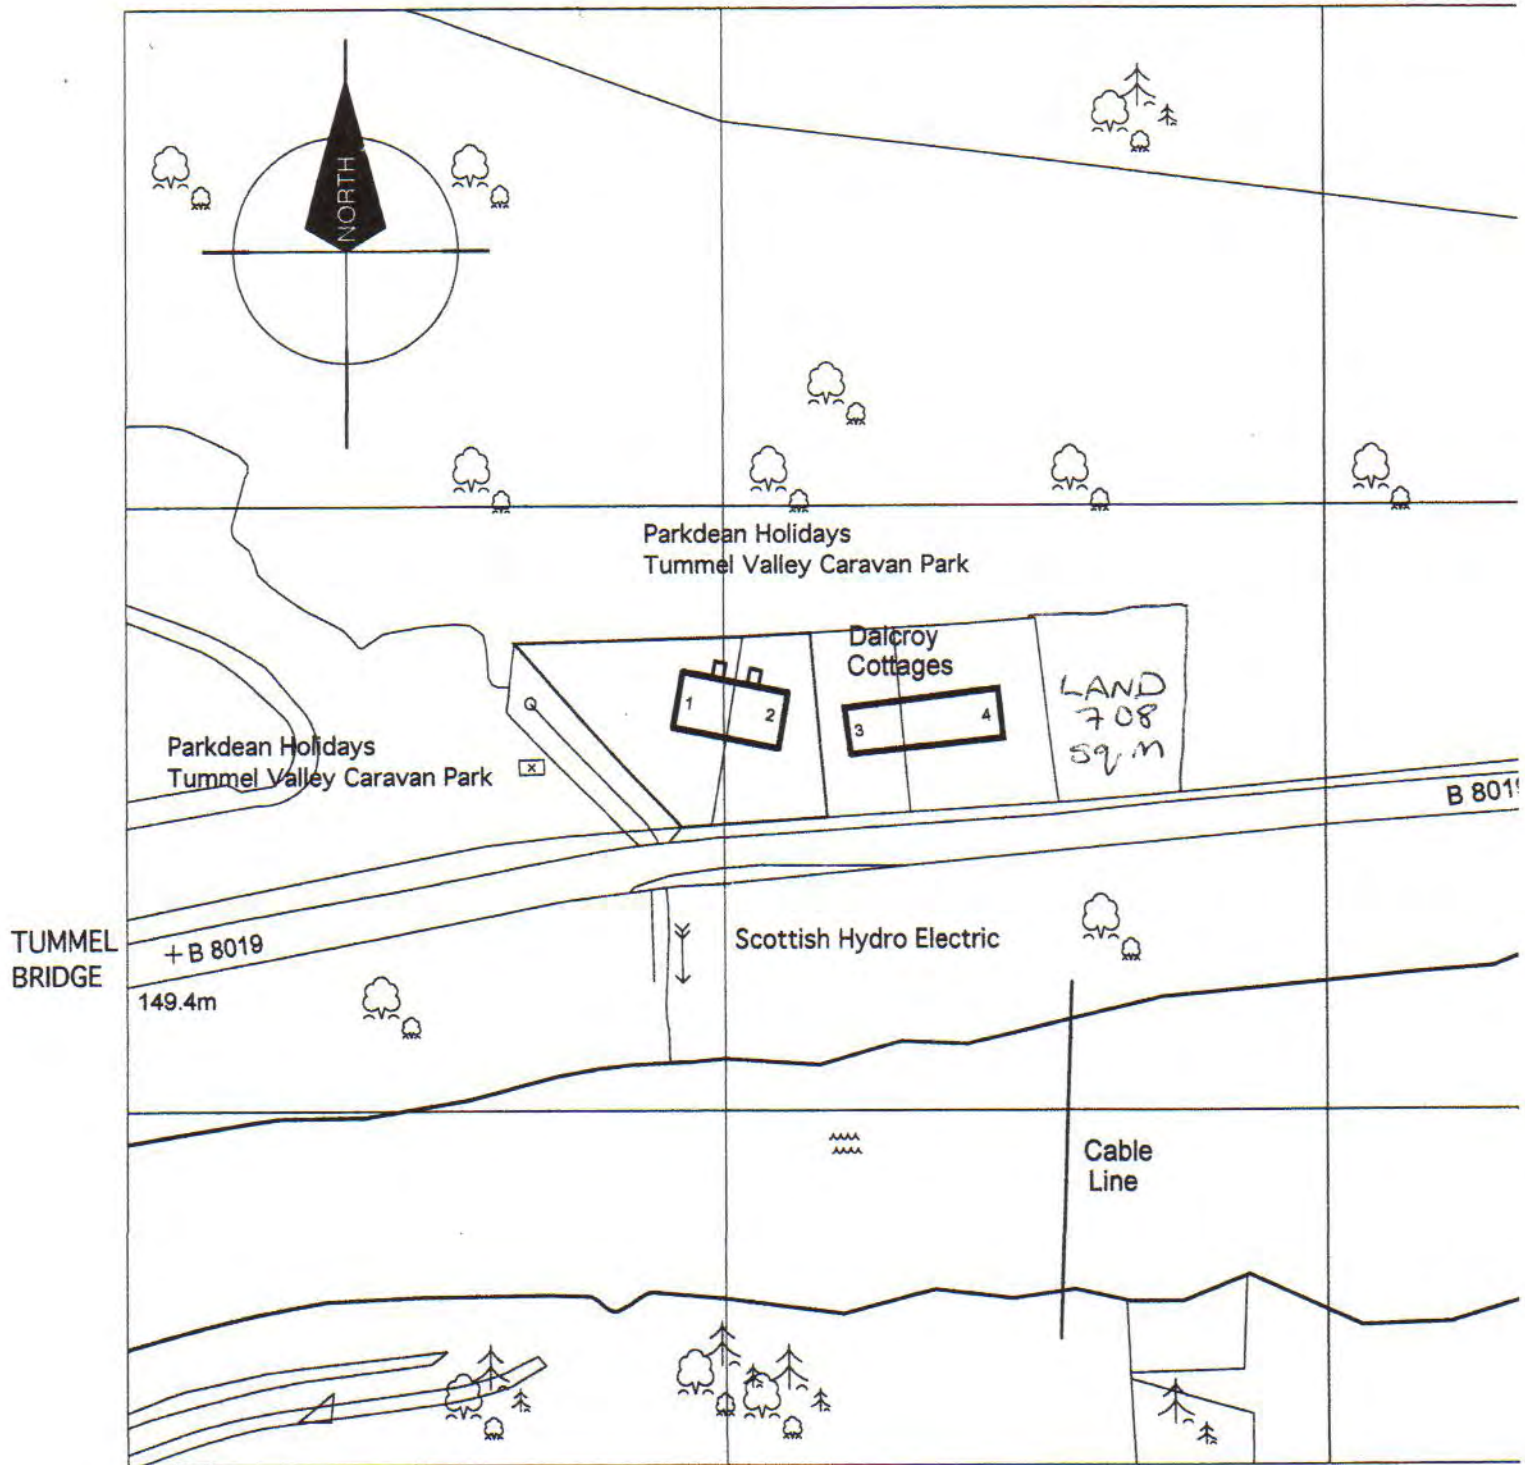 NORTH
Parkdean Holidays
Tummel Valley Caravan Park
Dalcroy
Cottages
1
2
3
4
LAND
708
sq.m
Parkdean Holidays
Tummel Valley Caravan Park
B 801
TUMMEL
BRIDGE
+ B 8019
149.4m
Scottish Hydro Electric
Cable
Line